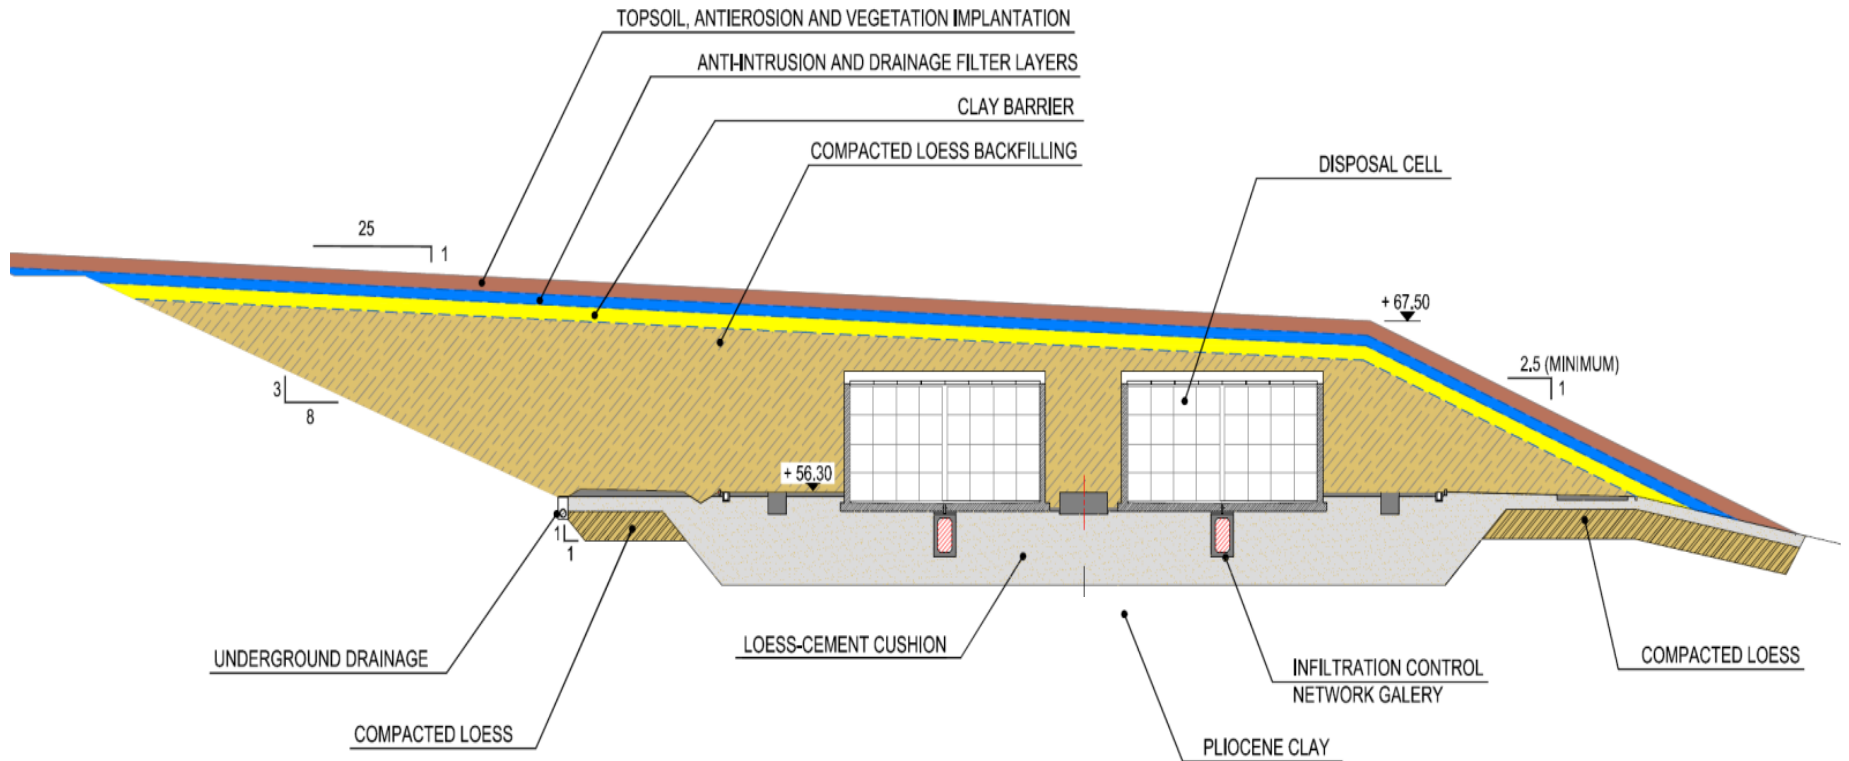 TOPSOIL, ANTIEROSION AND VEGETATION IMPLANTATION
ANTI-INTRUSION AND DRAINAGE FILTER LAYERS
CLAY BARRIER
COMPACTED LOESS BACKFILLING
DISPOSAL CELL
25
1
+ 67.50
2.5 (MINIMUM)
1
3
8
+ 56.30
1
1
UNDERGROUND DRAINAGE
LOESS-CEMENT CUSHION
INFILTRATION CONTROL
NETWORK GALERY
COMPACTED LOESS
COMPACTED LOESS
PLIOCENE CLAY